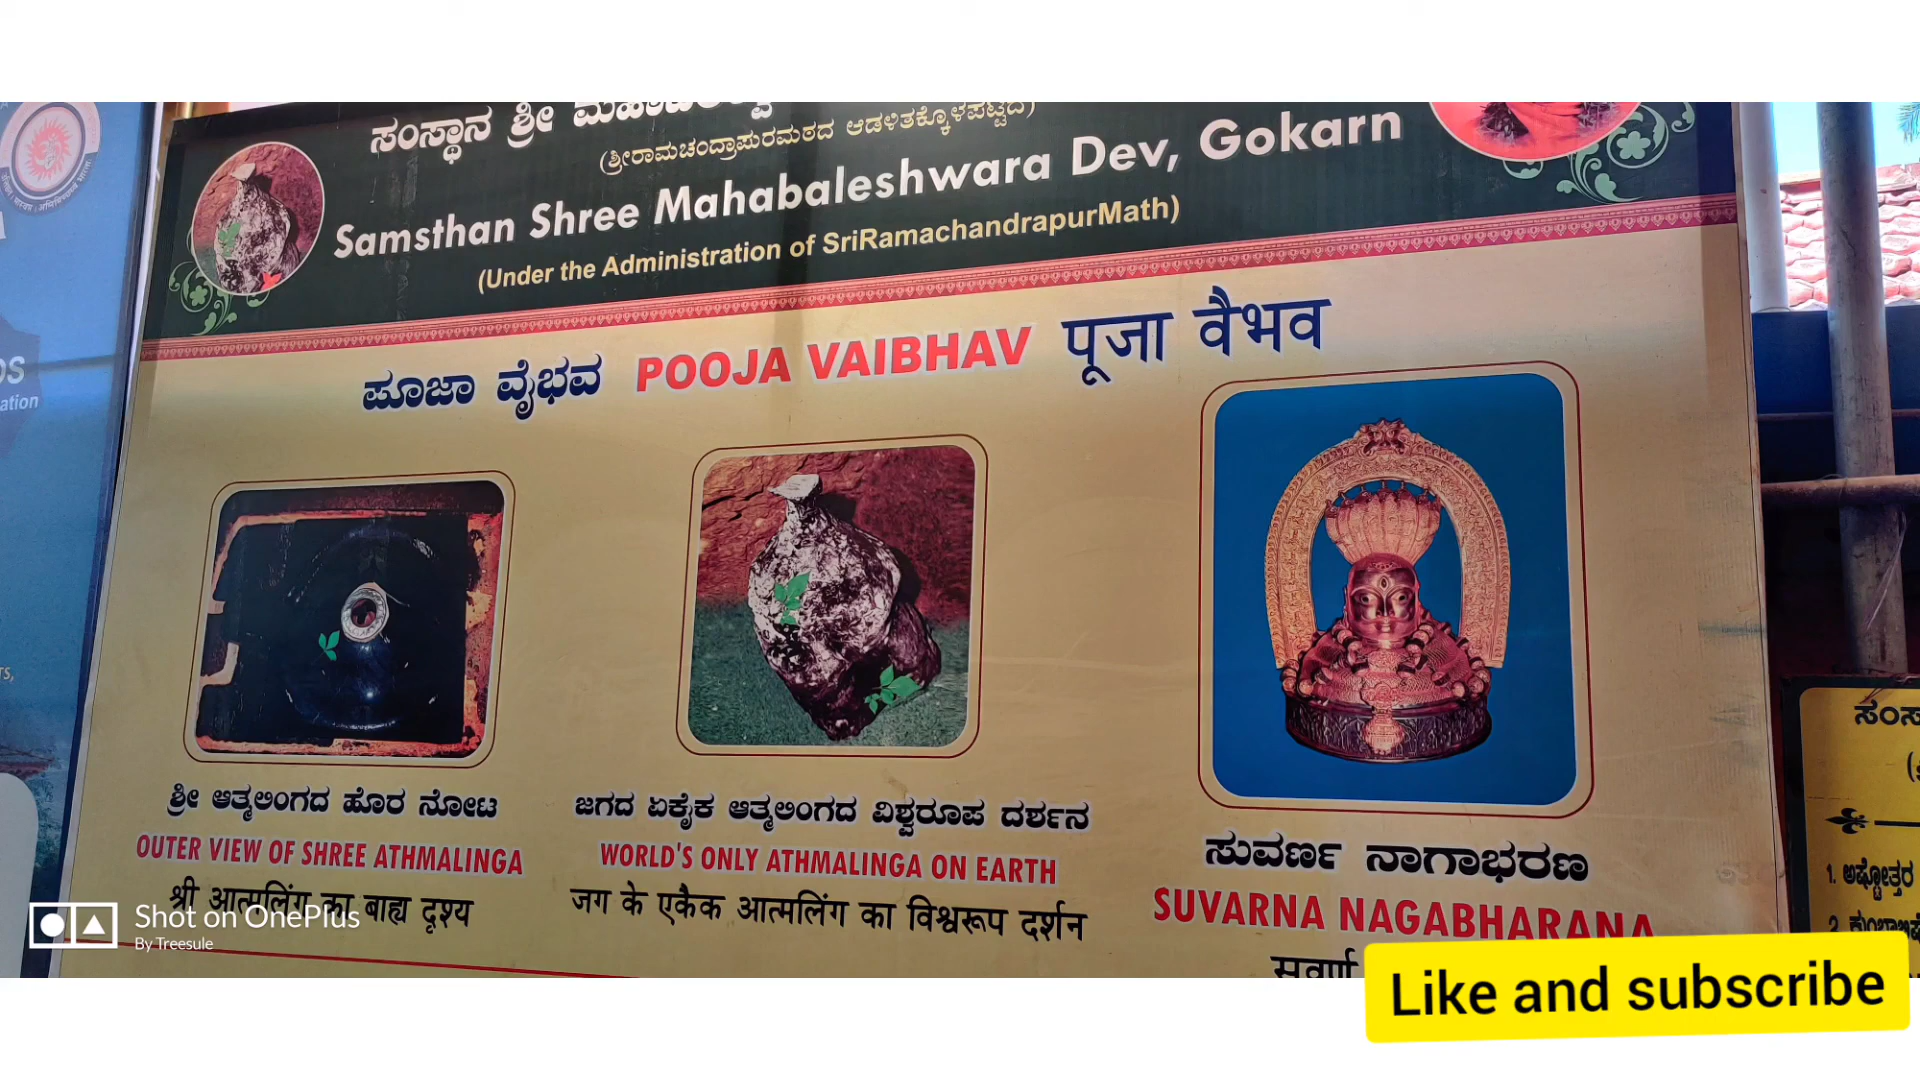 ಸಂಸ್ಥಾನ ಶ್ರೀ
(ಶ್ರೀರಾಮಚಂದ್ರಾಪುರಮಠದ ಆಡಳಿತಕ್ಕೊಳಪಟ್ಟದ)
Samsthan Shree Mahabaleshwara Dev, Gokarn
(Under the Administration of SriRamachandrapurMath)
ಪೂಜಾ ವೈಭವ POOJA VAIBHAV पूजा वैभव
ಶ್ರೀ ಆತ್ಮಲಿಂಗದ ಹೊರ ನೋಟ
OUTER VIEW OF SHREE ATHMALINGA
श्री आत्मलिंग का बाह्य दृश्य
ಜಗದ ಏಕೈಕ ಆತ್ಮಲಿಂಗದ ವಿಶ್ವರೂಪ ದರ್ಶನ
WORLD'S ONLY ATHMALINGA ON EARTH
जग के एकैक आत्मलिंग का विश्वरूप दर्शन
ಸುವರ್ಣ ನಾಗಾಭರಣ
SUVARNA NAGABHARANA
1. ಅಷ್ಟೋತ್ತರ
Shot on OnePlus
By Treesule
Like and subscribe